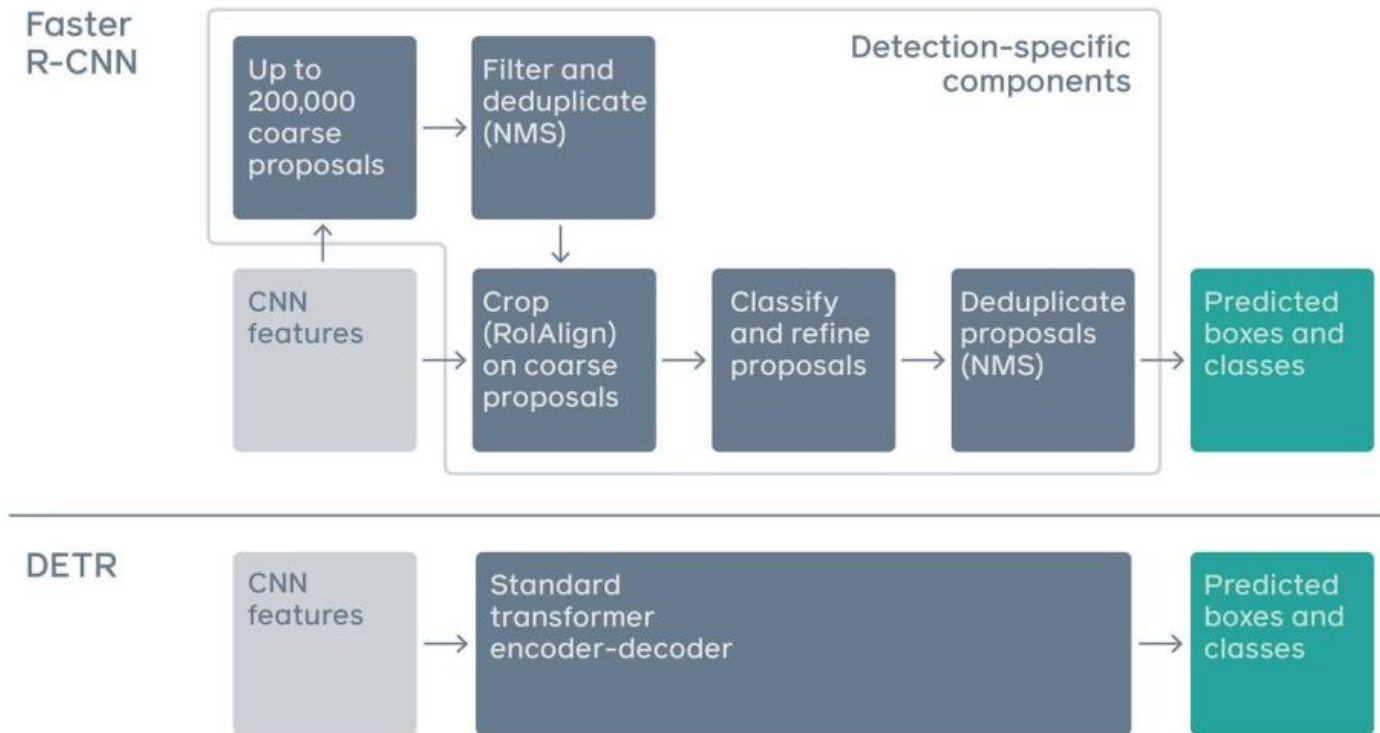 Faster
R-CNN
Detection-specific
components
Up to
200,000
coarse
proposals
Filter and
deduplicate
(NMS)
CNN
features
Crop
(RoIAlign)
on coarse
proposals
Classify
and refine
proposals
Deduplicate
proposals
(NMS)
Predicted
boxes and
classes
DETR
CNN
features
Standard
transformer
encoder-decoder
Predicted
boxes and
classes